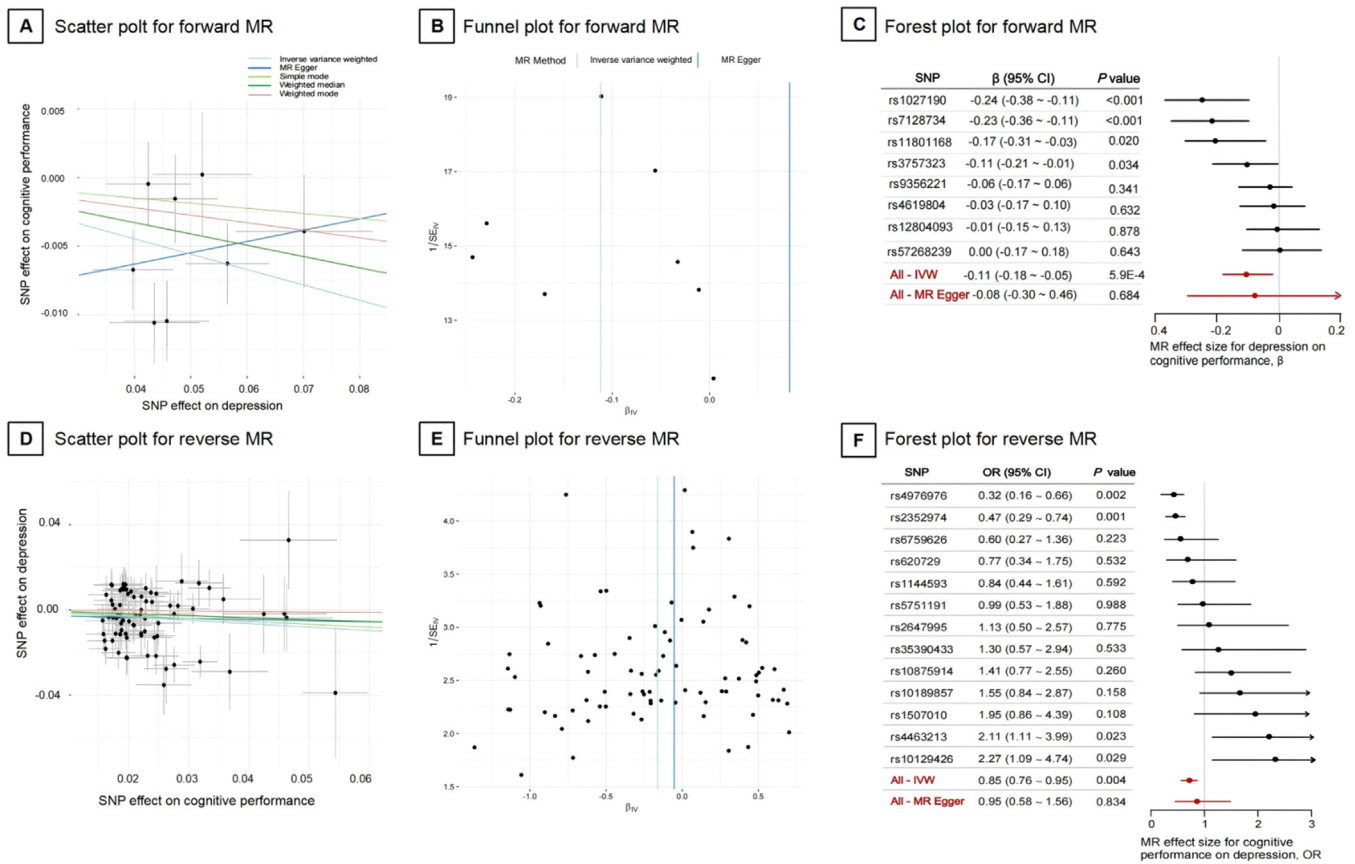 A Scatter polt for forward MR
Inverse variance weighted
MR Egger
Simple mode
Weighted median
Weighted mode
SNP effect on cognitive performance
0.005
0.000
-0.005
-0.010
0.04 0.05 0.06 0.07 0.08
SNP effect on depression
B Funnel plot for forward MR
MR Method Inverse variance weighted MR Egger
1/SEIV
19
17
15
13
-0.2 -0.1 0.0
βIV
C Forest plot for forward MR
SNP β (95% CI) P value
rs1027190 -0.24 (-0.38 ~ -0.11) <0.001
rs7128734 -0.23 (-0.36 ~ -0.11) <0.001
rs11801168 -0.17 (-0.31 ~ -0.03) 0.020
rs3757323 -0.11 (-0.21 ~ -0.01) 0.034
rs9356221 -0.06 (-0.17 ~ 0.06) 0.341
rs4619804 -0.03 (-0.17 ~ 0.10) 0.632
rs12804093 -0.01 (-0.15 ~ 0.13) 0.878
rs57268239 0.00 (-0.17 ~ 0.18) 0.643
All - IVW -0.11 (-0.18 ~ -0.05) 5.9E-4
All - MR Egger -0.08 (-0.30 ~ 0.46) 0.684
0.4 -0.2 0 0.2
MR effect size for depression on
cognitive performance, β
D Scatter polt for reverse MR
SNP effect on depression
0.04
0.00
-0.04
0.02 0.03 0.04 0.05 0.06
SNP effect on cognitive performance
E Funnel plot for reverse MR
1/SEIV
4.0
3.5
3.0
2.5
2.0
1.5
-1.0 -0.5 0.0 0.5
βIV
F Forest plot for reverse MR
SNP OR (95% CI) P value
rs4976976 0.32 (0.16 ~ 0.66) 0.002
rs2352974 0.47 (0.29 ~ 0.74) 0.001
rs6759626 0.60 (0.27 ~ 1.36) 0.223
rs620729 0.77 (0.34 ~ 1.75) 0.532
rs1144593 0.84 (0.44 ~ 1.61) 0.592
rs5751191 0.99 (0.53 ~ 1.88) 0.988
rs2647995 1.13 (0.50 ~ 2.57) 0.775
rs35390433 1.30 (0.57 ~ 2.94) 0.533
rs10875914 1.41 (0.77 ~ 2.55) 0.260
rs10189857 1.55 (0.84 ~ 2.87) 0.158
rs1507010 1.95 (0.86 ~ 4.39) 0.108
rs4463213 2.11 (1.11 ~ 3.99) 0.023
rs10129426 2.27 (1.09 ~ 4.74) 0.029
All - IVW 0.85 (0.76 ~ 0.95) 0.004
All - MR Egger 0.95 (0.58 ~ 1.56) 0.834
0 1 2 3
MR effect size for cognitive
performance on depression, OR